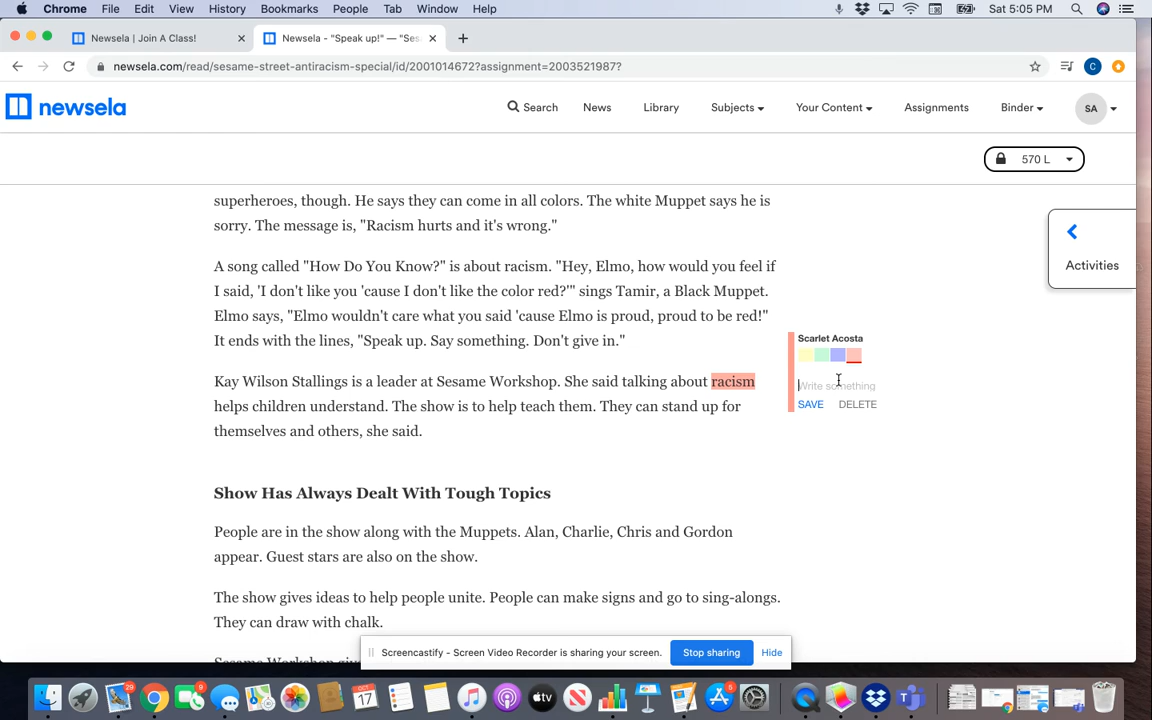 Chrome File Edit View History Bookmarks People Tab Window Help Sat 5:05 PM
Newsela | Join A Class! Newsela - "Speak up!" — "Ses
newsela.com/read/sesame-street-antiracism-special/id/2001014672?assignment=2003521987? C
newsela Search News Library Subjects Your Content Assignments Binder SA
570 L
superheroes, though. He says they can come in all colors. The white Muppet says he is
sorry. The message is, "Racism hurts and it's wrong."
Activities
A song called "How Do You Know?" is about racism. "Hey, Elmo, how would you feel if
I said, 'I don't like you 'cause I don't like the color red?'" sings Tamir, a Black Muppet.
Elmo says, "Elmo wouldn't care what you said 'cause Elmo is proud, proud to be red!"
It ends with the lines, "Speak up. Say something. Don't give in."
Scarlet Acosta
Write something
SAVE DELETE
Kay Wilson Stallings is a leader at Sesame Workshop. She said talking about racism
helps children understand. The show is to help teach them. They can stand up for
themselves and others, she said.
Show Has Always Dealt With Tough Topics
People are in the show along with the Muppets. Alan, Charlie, Chris and Gordon
appear. Guest stars are also on the show.
The show gives ideas to help people unite. People can make signs and go to sing-alongs.
They can draw with chalk.
Sesame Workshop
Screencastify - Screen Video Recorder is sharing your screen. Stop sharing Hide
29 9 OCT 17 tv 5